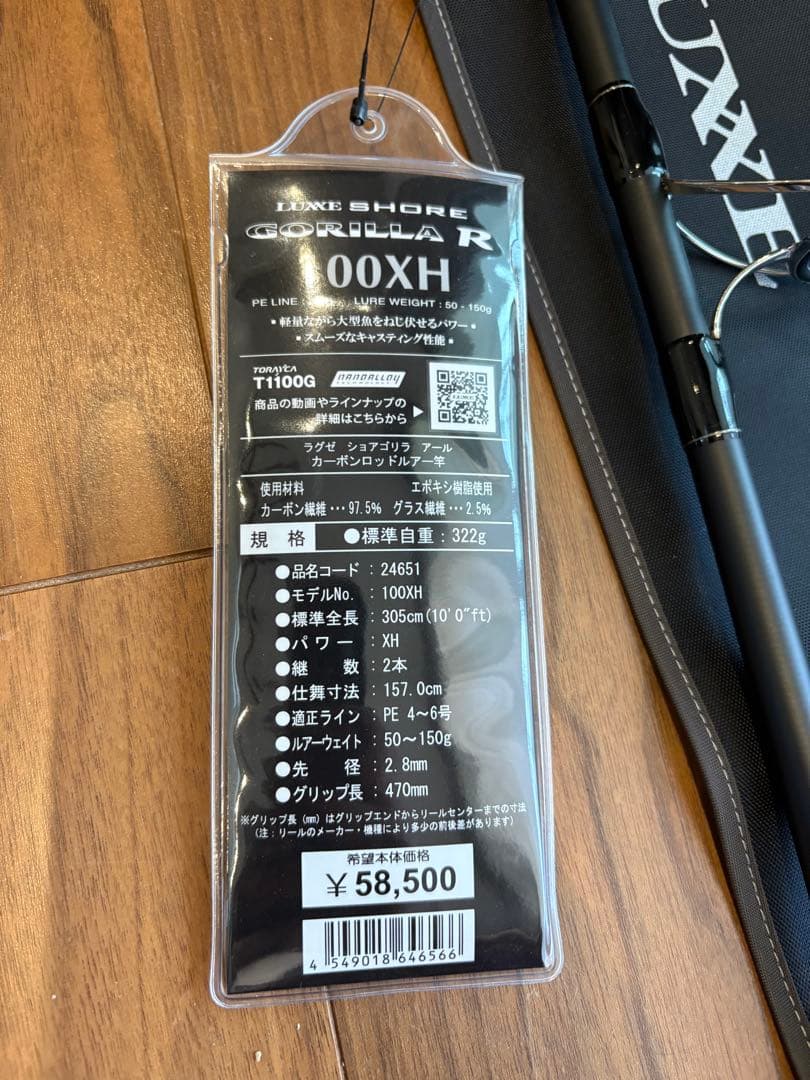 LUXXE SHORE
GORILLA R
00XH
PE LINE : LURE WEIGHT : 50 - 150g
▪ 軽量ながら大型魚をねじ伏せるパワー ▪
▪ スムーズなキャスティング性能 ▪
TORAYCA
T1100G
NANOALLOY
TECHNOLOGY
商品の動画やラインナップの
詳細はこちらから ▶
ラグゼ ショアゴリラ アール
カーボンロッドルアー竿
使用材料 エポキシ樹脂使用
カーボン繊維・・・97.5% グラス繊維・・・2.5%
規 格 ●標準自重 : 322g
●品名コード : 24651
●モデルNo. : 100XH
●標準全長 : 305cm(10'0"ft)
●パワー : XH
●継 数 : 2本
●仕舞寸法 : 157.0cm
●適正ライン : PE 4～6号
●ルアーウェイト : 50～150g
●先 径 : 2.8mm
●グリップ長 : 470mm
※グリップ長 (mm) はグリップエンドからリールセンターまでの寸法
(注：リールのメーカー・機種により多少の前後差があります)
希望本体価格
¥ 58,500
4 549018 646566
UXXE